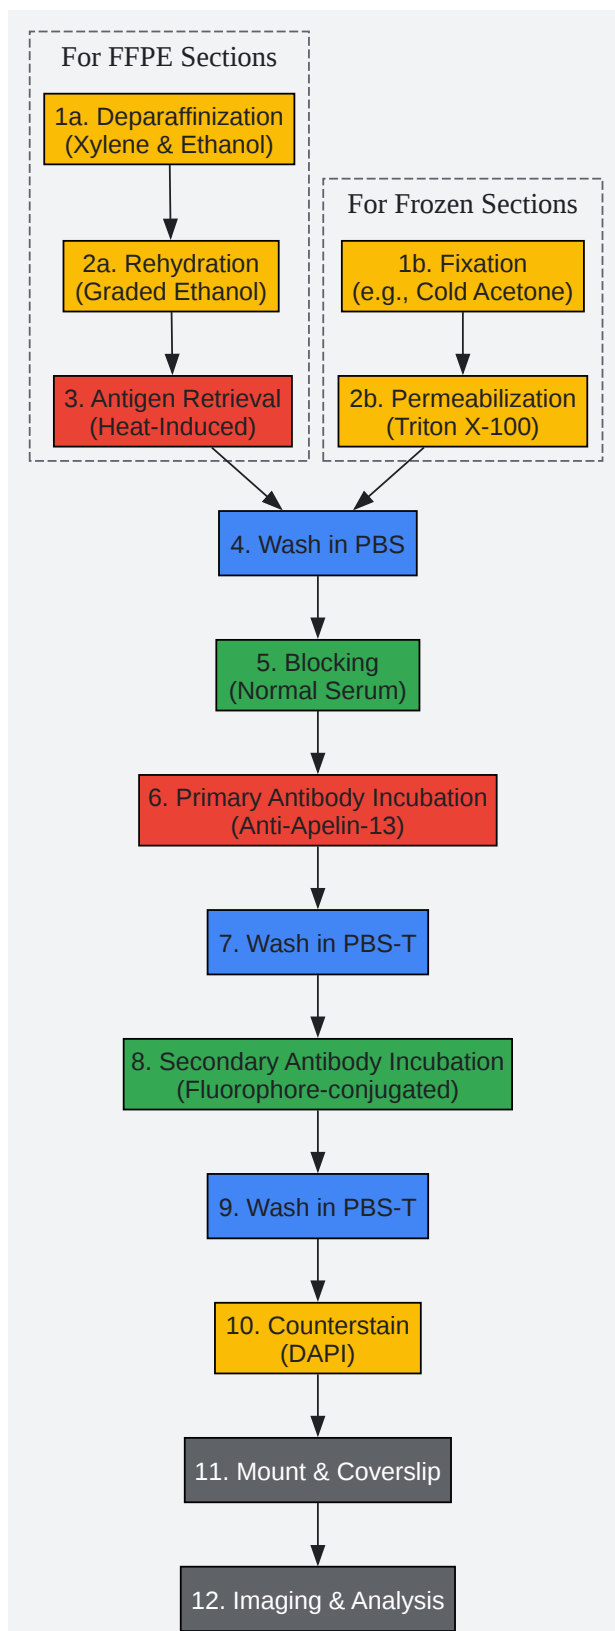 For FFPE Sections
1a. Deparaffinization
(Xylene & Ethanol)
2a. Rehydration
(Graded Ethanol)
3. Antigen Retrieval
(Heat-Induced)
For Frozen Sections
1b. Fixation
(e.g., Cold Acetone)
2b. Permeabilization
(Triton X-100)
4. Wash in PBS
5. Blocking
(Normal Serum)
6. Primary Antibody Incubation
(Anti-Apelin-13)
7. Wash in PBS-T
8. Secondary Antibody Incubation
(Fluorophore-conjugated)
9. Wash in PBS-T
10. Counterstain
(DAPI)
11. Mount & Coverslip
12. Imaging & Analysis